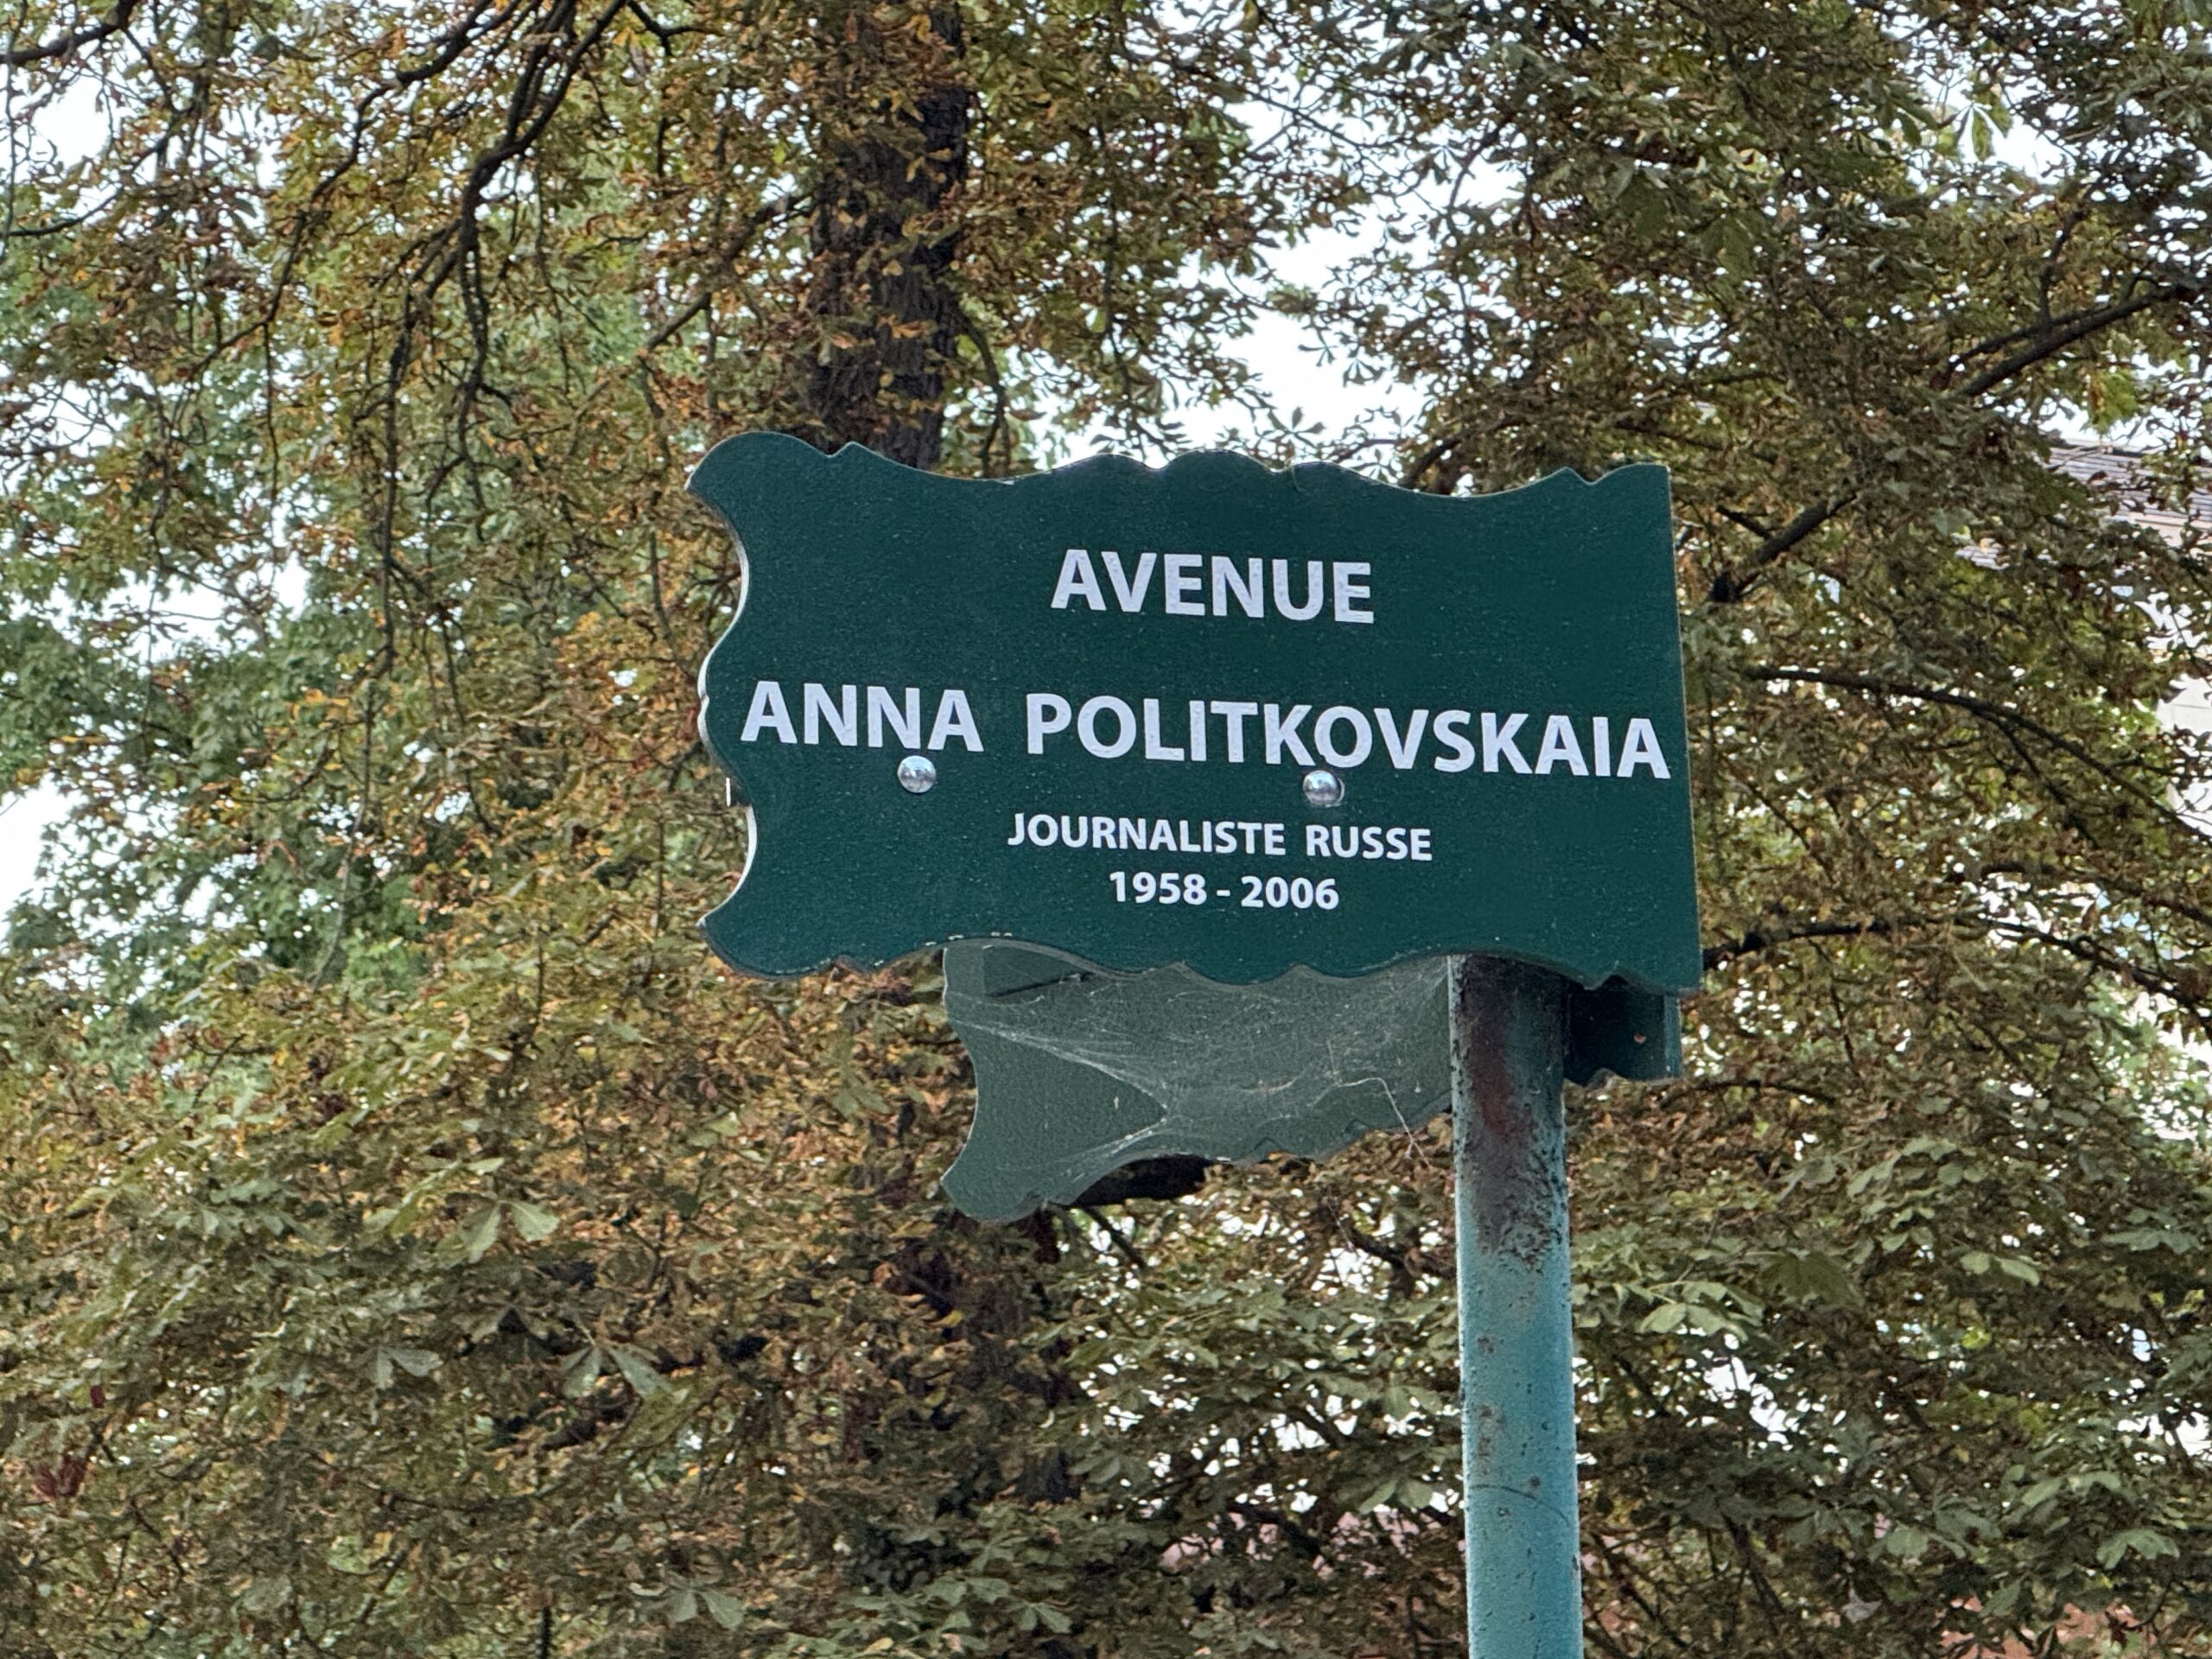 AVENUE
ANNA POLITKOVSKAIA
JOURNALISTE RUSSE
1958 - 2006